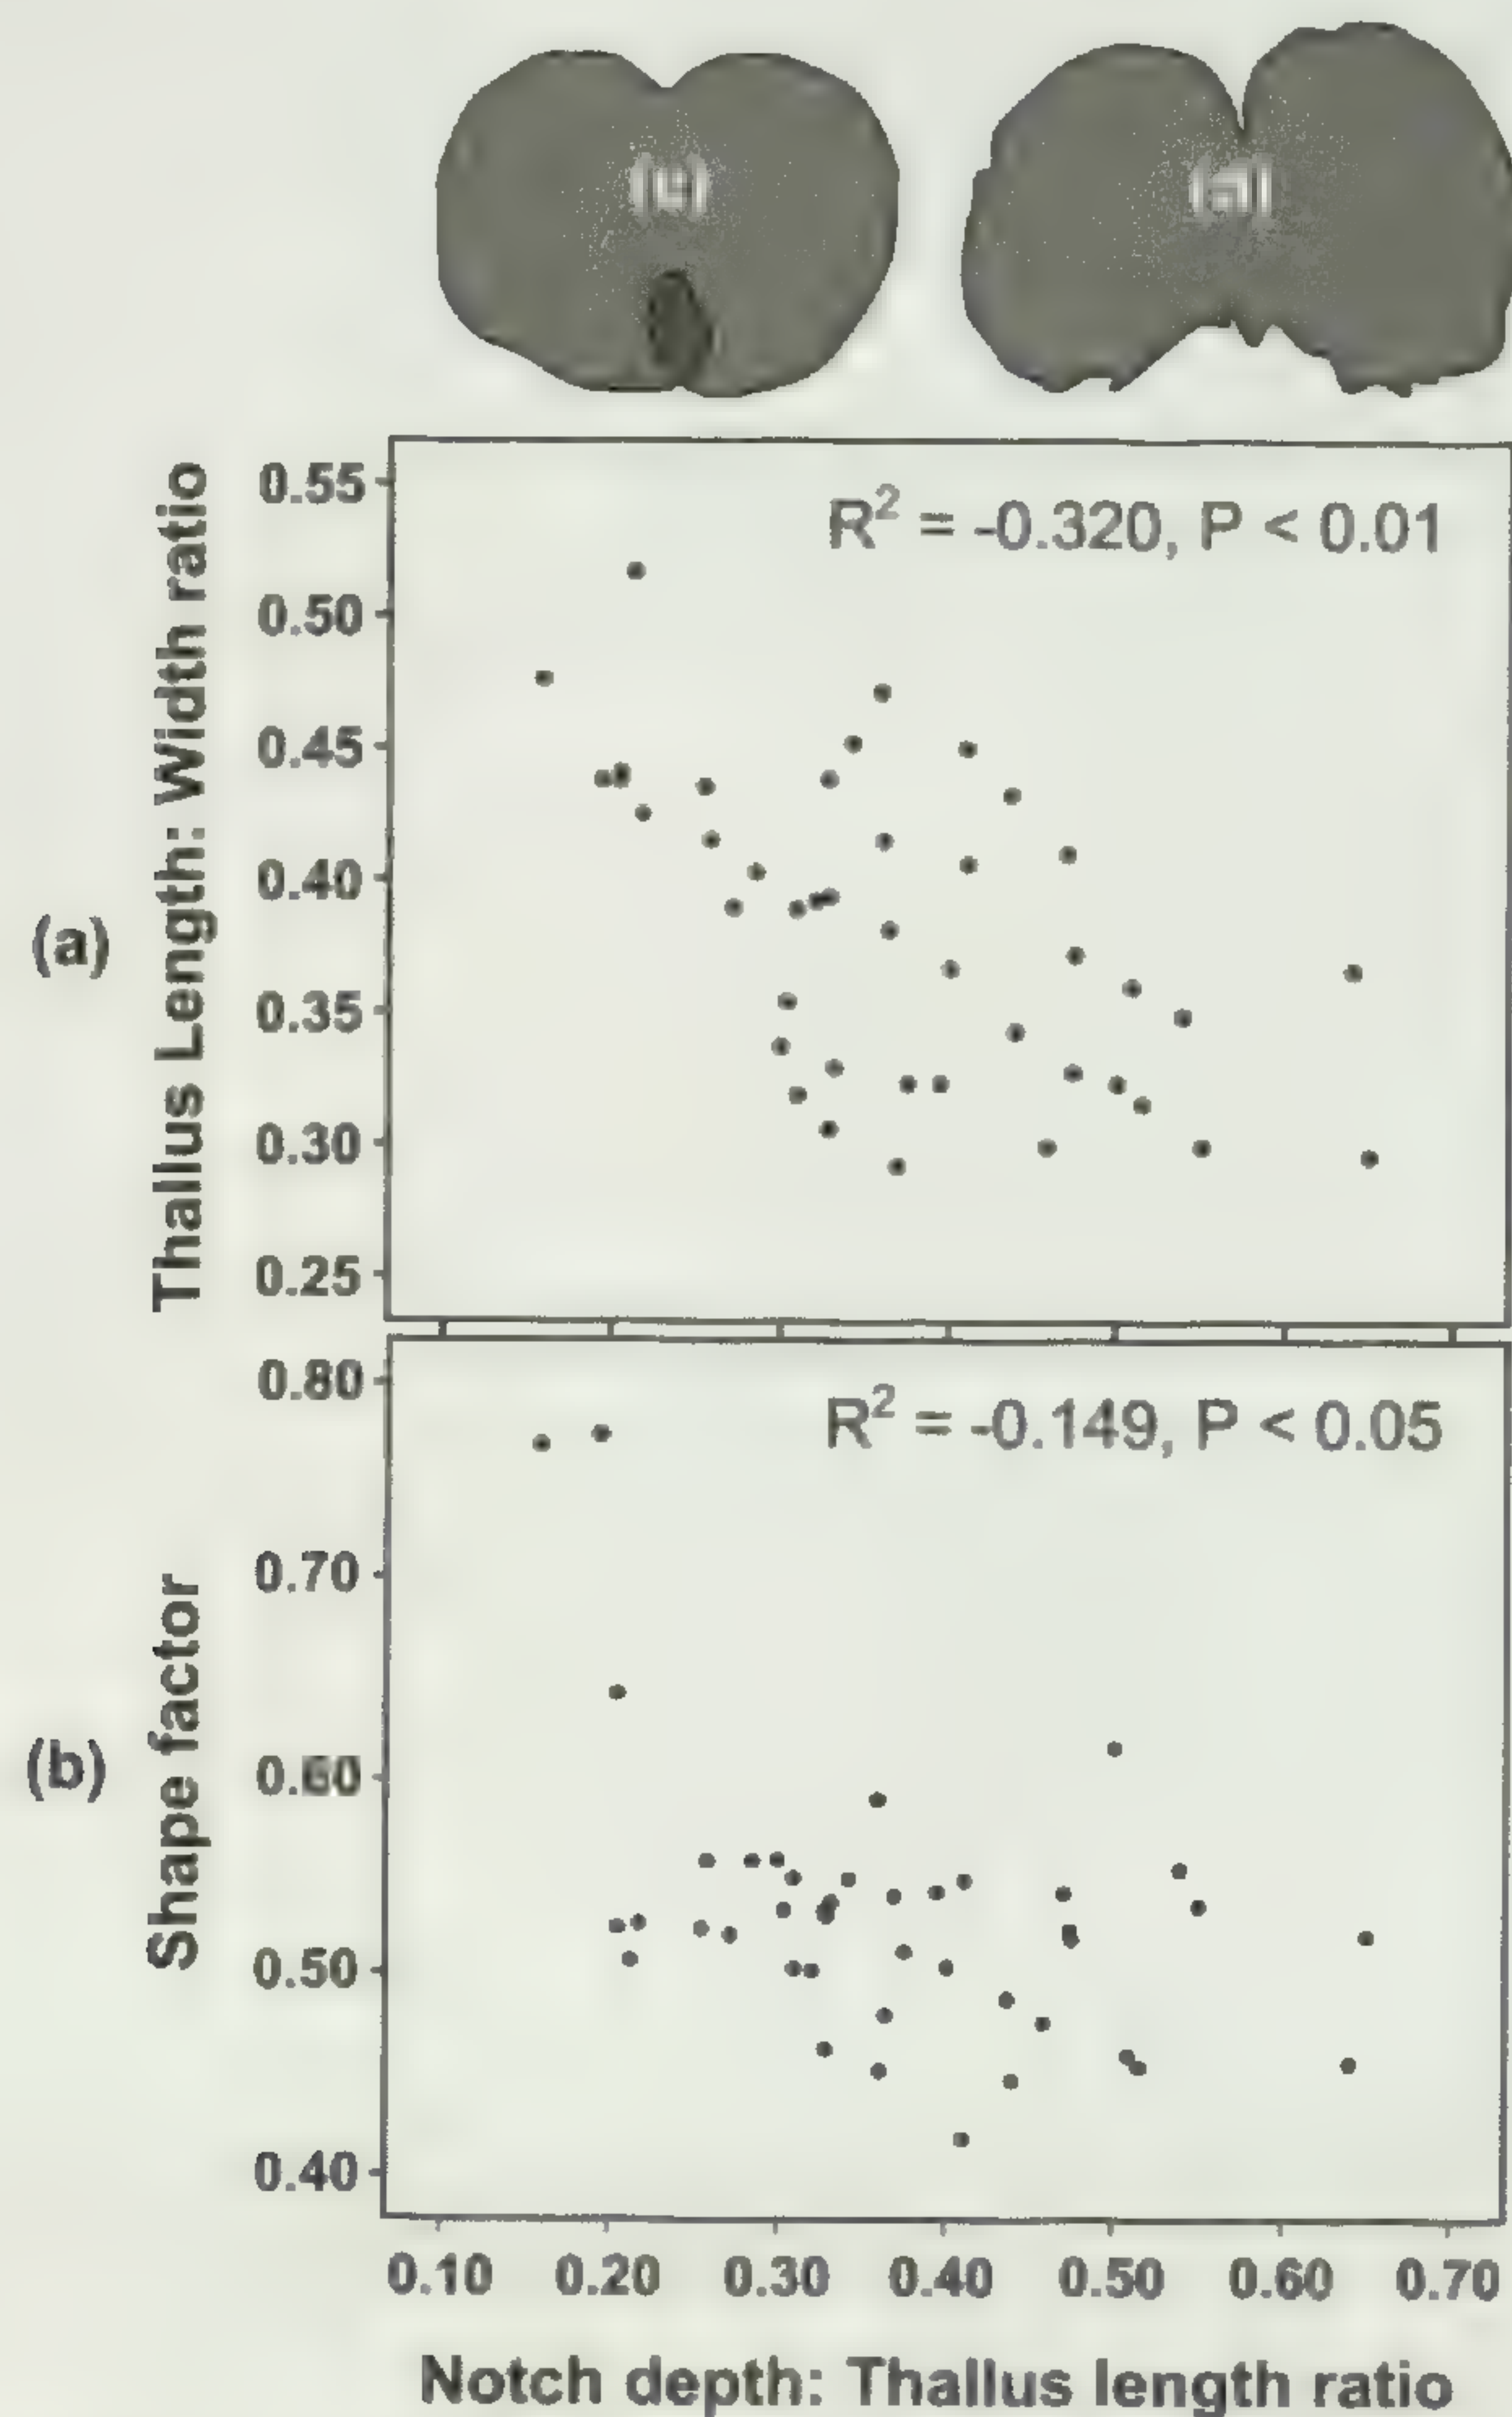 (c)
(d)
(a)
Thallus Length: Width ratio
0.55
0.50
0.45
0.40
0.35
0.30
0.25
R² = -0.320, P < 0.01
(b)
Shape factor
0.80
0.70
0.60
0.50
0.40
R² = -0.149, P < 0.05
0.10 0.20 0.30 0.40 0.50 0.60 0.70
Notch depth: Thallus length ratio